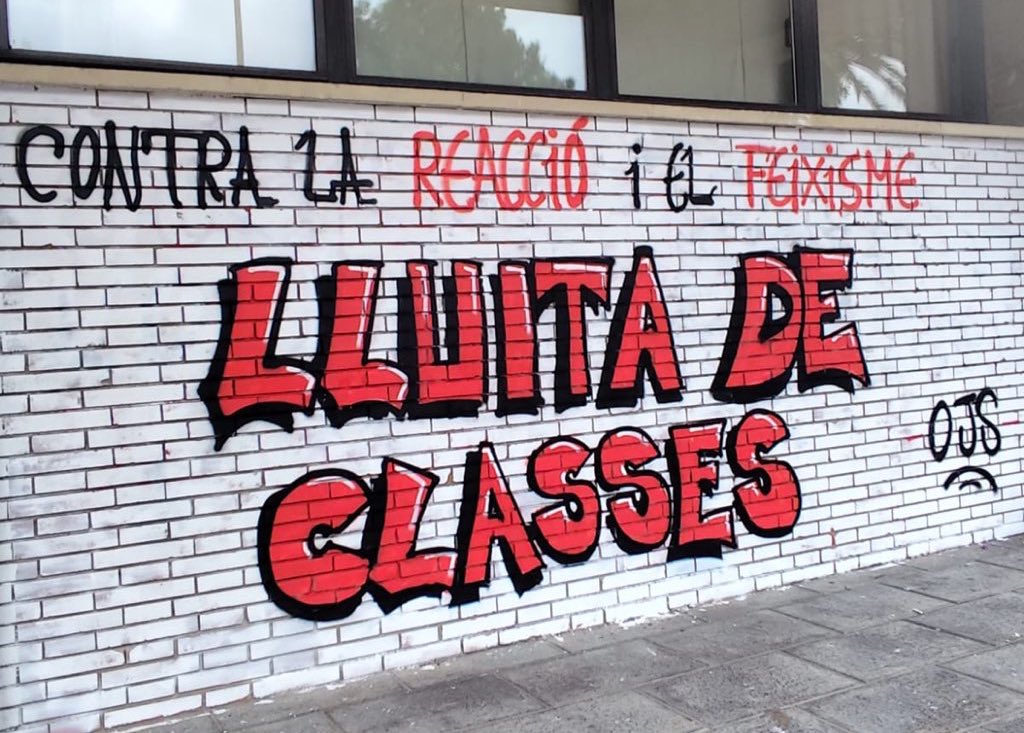 CONTRA LA REACCIÓ i EL FEiXiSME
LLUITA DE
CLASSES
OJS